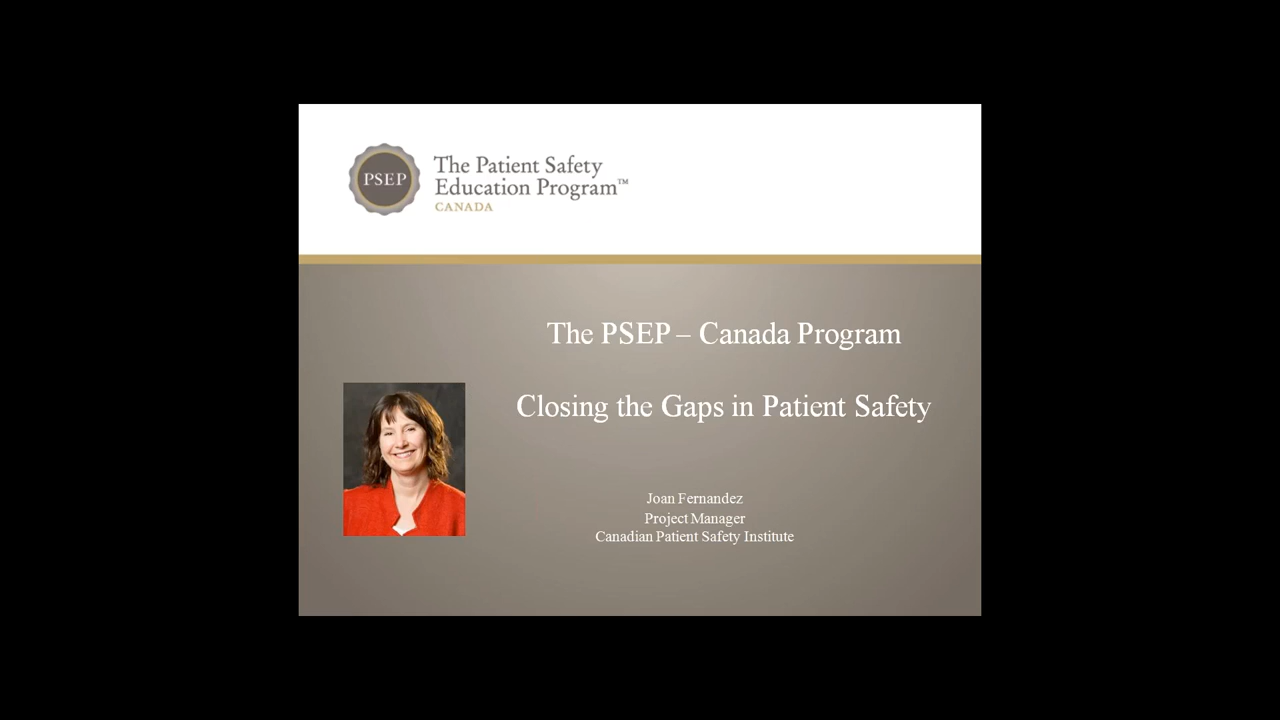 PSEP
The Patient Safety
Education Program™
CANADA
The PSEP – Canada Program
Closing the Gaps in Patient Safety
Joan Fernandez
Project Manager
Canadian Patient Safety Institute